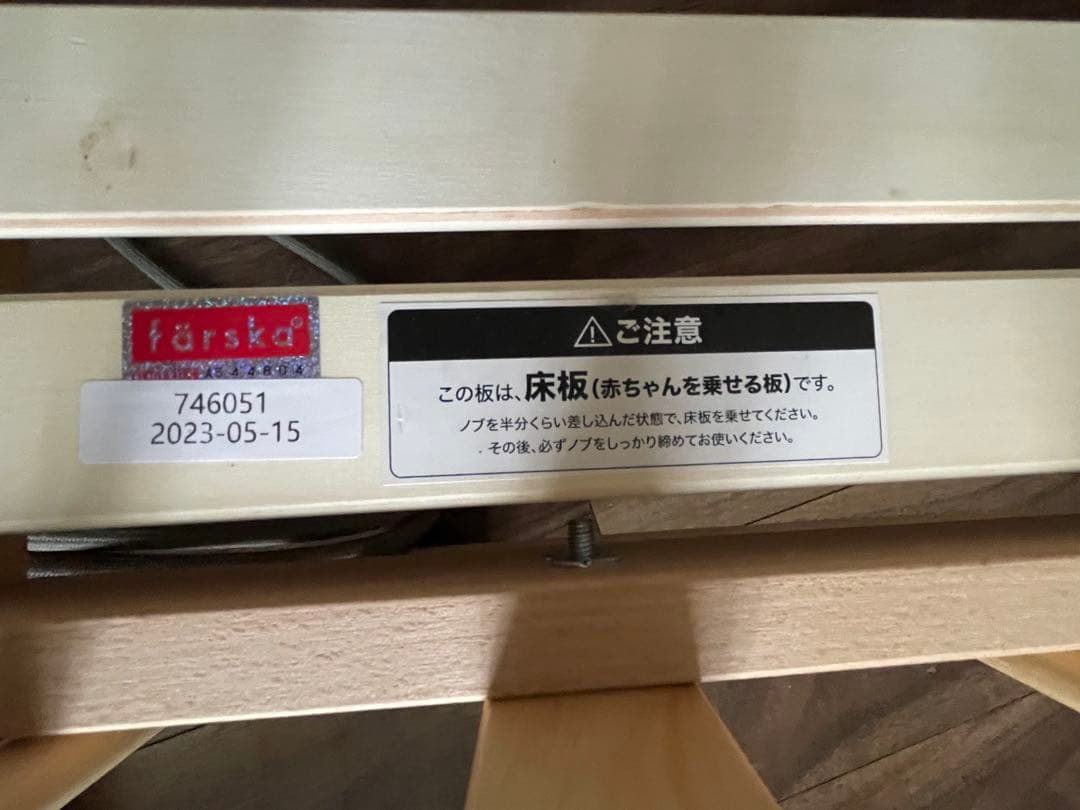 färska
A544804
746051
2023-05-15
⚠ご注意
この板は、床板(赤ちゃんを乗せる板)です。
ノブを半分くらい差し込んだ状態で、床板を乗せてください。
その後、必ずノブをしっかり締めてお使いください。